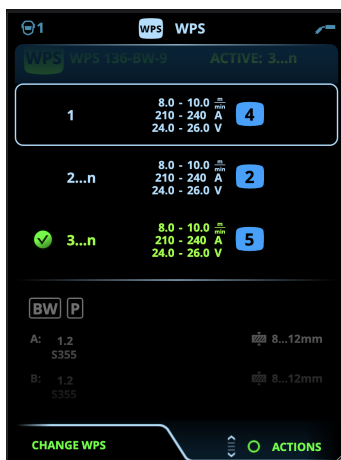 1 WPS WPS
WPS WPS 136-BW-9 ACTIVE: 3...n
8.0 - 10.0 m/min
1 210 - 240 A 4
24.0 - 26.0 V
8.0 - 10.0 m/min
2...n 210 - 240 A 2
24.0 - 26.0 V
8.0 - 10.0 m/min
3...n 210 - 240 A 5
24.0 - 26.0 V
BW P
A: 1.2 8...12mm
S355
B: 1.2 8...12mm
S355
CHANGE WPS ACTIONS